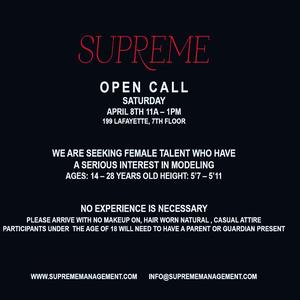 SUPREME
OPEN CALL
SATURDAY
APRIL 8TH 11A – 1PM
199 LAFAYETTE, 7TH FLOOR
WE ARE SEEKING FEMALE TALENT WHO HAVE
A SERIOUS INTEREST IN MODELING
AGES: 14 – 28 YEARS OLD HEIGHT: 5'7 – 5'11
NO EXPERIENCE IS NECESSARY
PLEASE ARRIVE WITH NO MAKEUP ON, HAIR WORN NATURAL , CASUAL ATTIRE
PARTICIPANTS UNDER THE AGE OF 18 WILL NEED TO HAVE A PARENT OR GUARDIAN PRESENT
WWW.SUPREMEMANAGEMENT.COM INFO@SUPREMEMANAGEMENT.COM